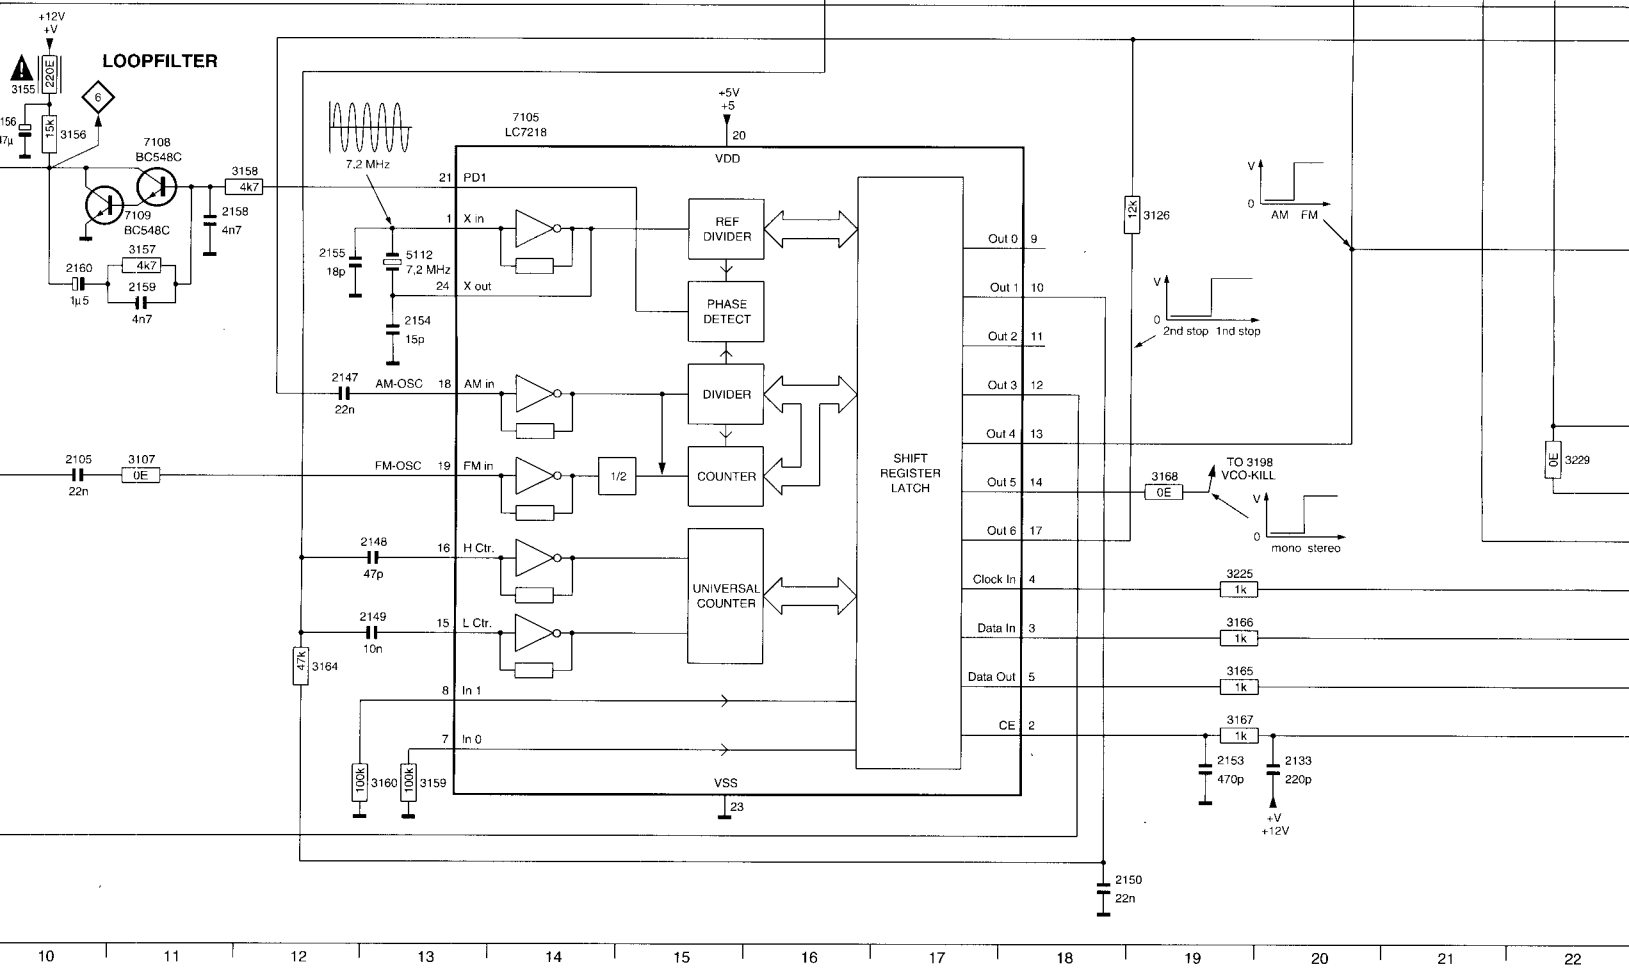 +12V
+V
LOOPFILTER
3155
220E
6
156
47µ
15k
3156
7108
BC548C
7109
BC548C
3158
4k7
2158
4n7
3157
4k7
2160
1µ5
2159
4n7
7.2 MHz
7105
LC7218
+5V
+5
20
VDD
21
PD1
1
X in
2155
18p
5112
7,2 MHz
24
X out
2154
15p
REF
DIVIDER
PHASE
DETECT
2147
22n
AM-OSC
18
AM in
DIVIDER
2105
22n
3107
0E
FM-OSC
19
FM in
1/2
COUNTER
2148
47p
16
H Ctr.
2149
10n
15
L Ctr.
UNIVERSAL
COUNTER
47k
3164
8
In 1
7
In 0
100k
3160
100k
3159
VSS
23
SHIFT
REGISTER
LATCH
Out 0
9
Out 1
10
Out 2
11
Out 3
12
Out 4
13
Out 5
14
Out 6
17
Clock In
4
Data In
3
Data Out
5
CE
2
12k
3126
V
0
AM FM
V
0
2nd stop 1nd stop
3168
0E
TO 3198
VCO-KILL
V
0
mono stereo
0E
3229
3225
1k
3166
1k
3165
1k
3167
1k
2153
470p
2133
220p
+V
+12V
2150
22n
10 11 12 13 14 15 16 17 18 19 20 21 22